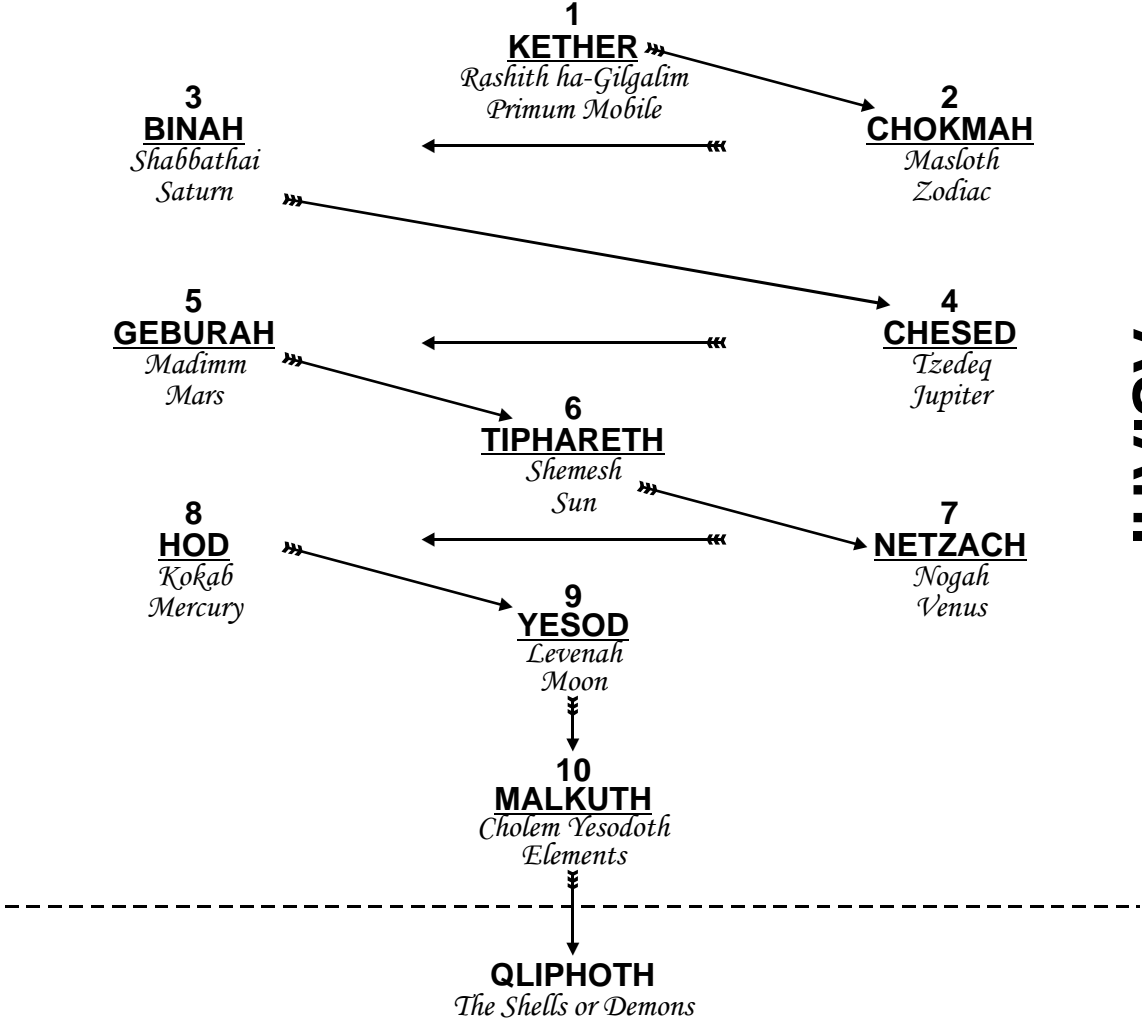 1
KETHER
Rashith ha-Gilgalim
Primum Mobile
3
BINAH
Shabbathai
Saturn
2
CHOKMAH
Masloth
Zodiac
5
GEBURAH
Madimm
Mars
4
CHESED
Tzedeq
Jupiter
6
TIPHARETH
Shemesh
Sun
8
HOD
Kokab
Mercury
7
NETZACH
Nogah
Venus
9
YESOD
Levenah
Moon
10
MALKUTH
Cholem Yesodoth
Elements
QLIPHOTH
The Shells or Demons